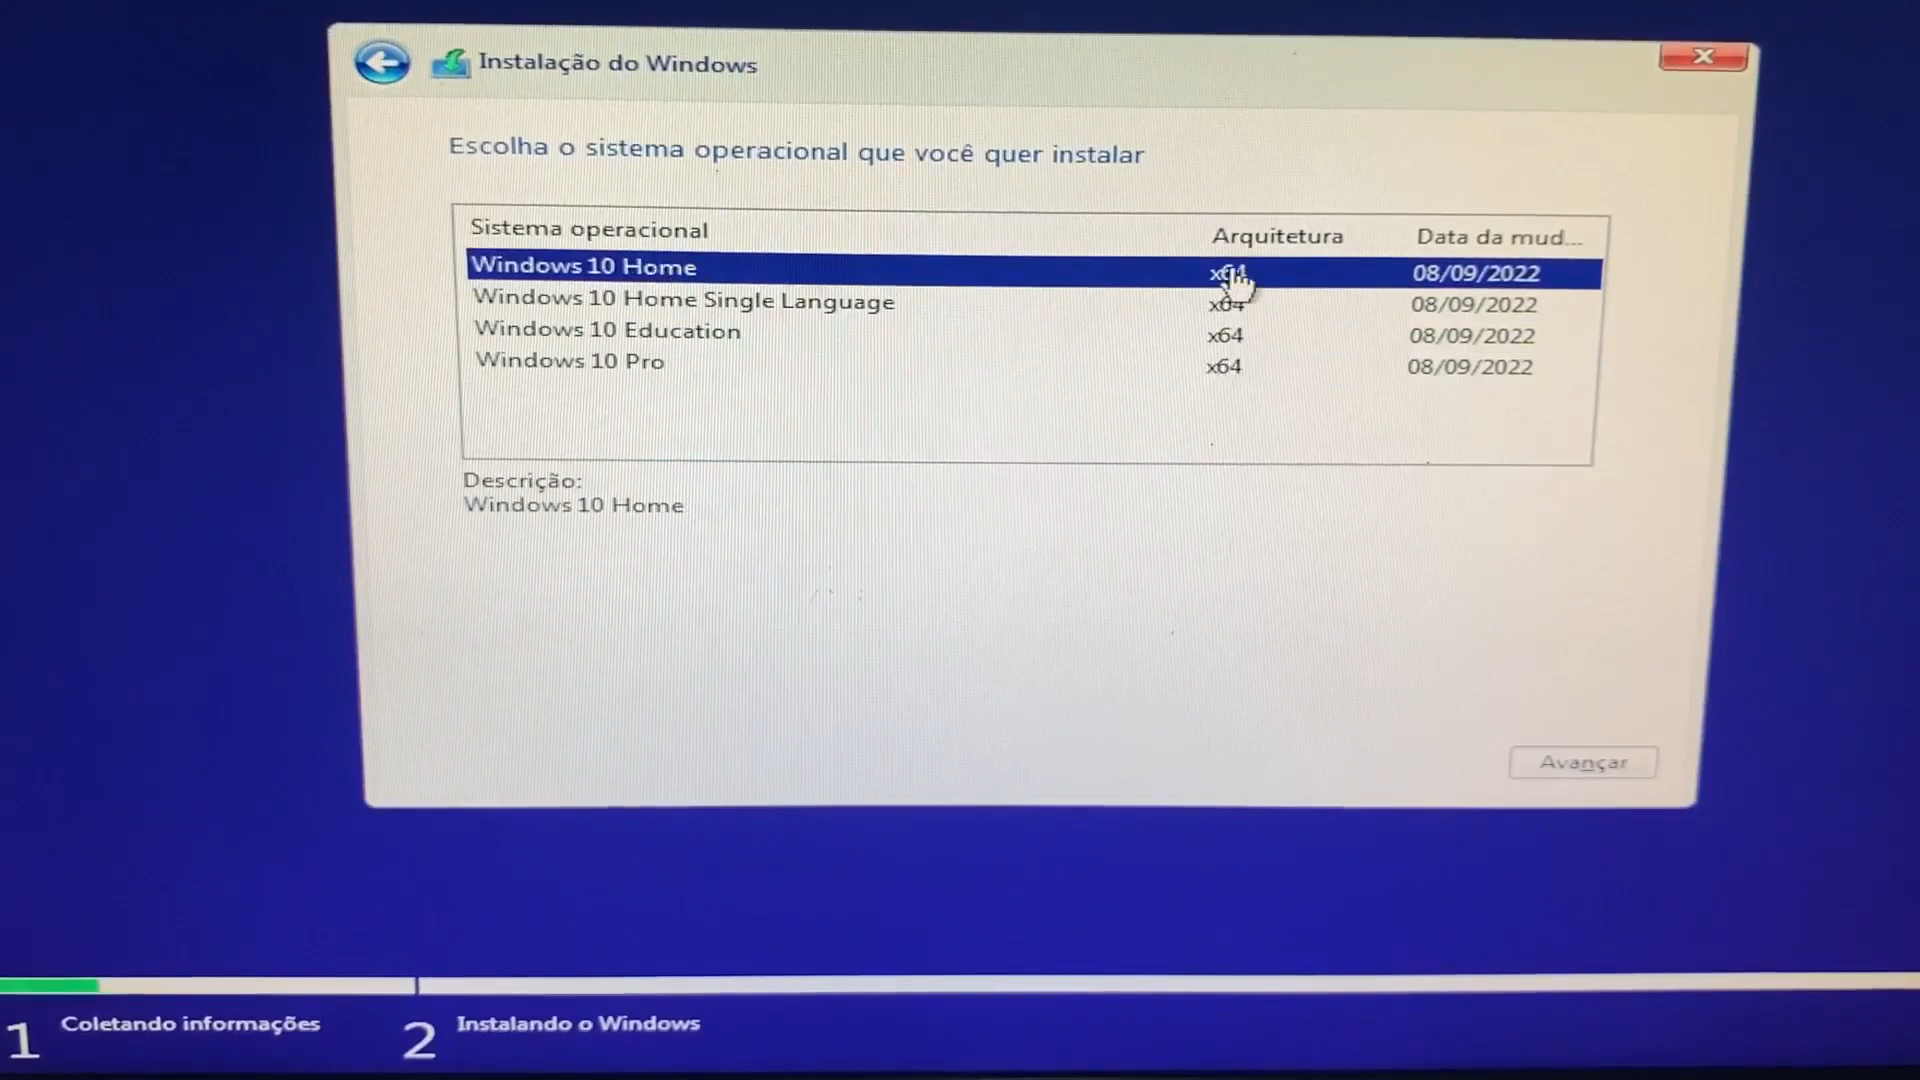 Instalação do Windows
Escolha o sistema operacional que você quer instalar
Sistema operacional Arquitetura Data da mud...
Windows 10 Home x64 08/09/2022
Windows 10 Home Single Language x64 08/09/2022
Windows 10 Education x64 08/09/2022
Windows 10 Pro x64 08/09/2022
Descrição:
Windows 10 Home
Avançar
1 Coletando informações 2 Instalando o Windows